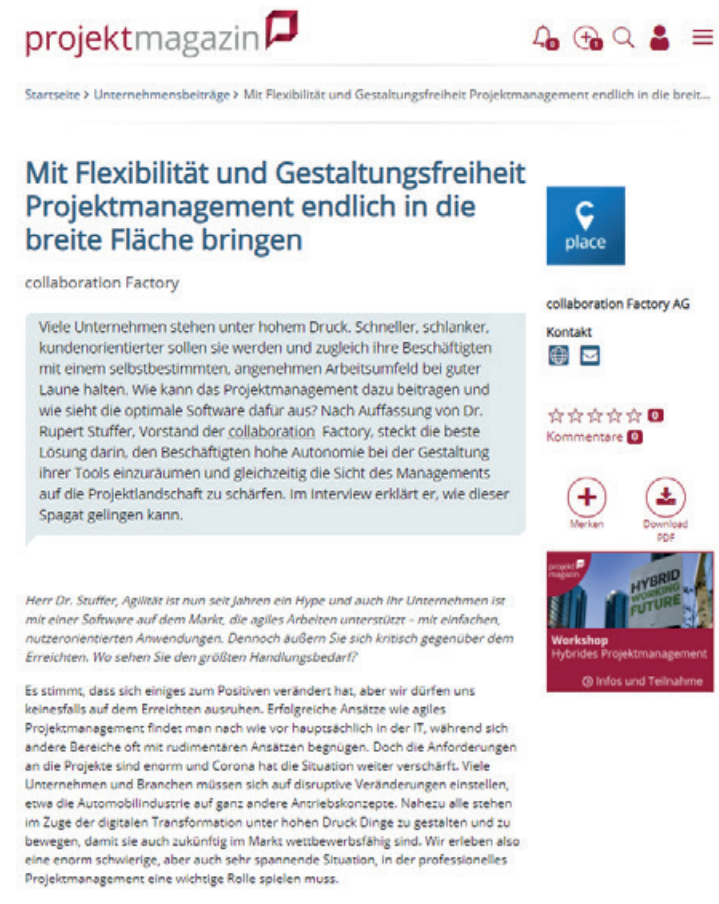 projektmagazin
0
1
Startseite > Unternehmensbeiträge > Mit Flexibilität und Gestaltungsfreiheit Projektmanagement endlich in die breit...
Mit Flexibilität und Gestaltungsfreiheit
Projektmanagement endlich in die
breite Fläche bringen
collaboration Factory
Viele Unternehmen stehen unter hohem Druck. Schneller, schlanker,
kundenorientierter sollen sie werden und zugleich ihre Beschäftigten
mit einem selbstbestimmten, angenehmen Arbeitsumfeld bei guter
Laune halten. Wie kann das Projektmanagement dazu beitragen und
wie sieht die optimale Software dafür aus? Nach Auffassung von Dr.
Rupert Stuffer, Vorstand der collaboration Factory, steckt die beste
Lösung darin, den Beschäftigten hohe Autonomie bei der Gestaltung
ihrer Tools einzuräumen und gleichzeitig die Sicht des Managements
auf die Projektlandschaft zu schärfen. Im Interview erklärt er, wie dieser
Spagat gelingen kann.
Herr Dr. Stuffer, Agilität ist nun seit Jahren ein Hype und auch Ihr Unternehmen ist
mit einer Software auf dem Markt, die agiles Arbeiten unterstützt – mit einfachen,
nutzerorientierten Anwendungen. Dennoch äußern Sie sich kritisch gegenüber dem
Erreichten. Wo sehen Sie den größten Handlungsbedarf?
Es stimmt, dass sich einiges zum Positiven verändert hat, aber wir dürfen uns
keinesfalls auf dem Erreichten ausruhen. Erfolgreiche Ansätze wie agiles
Projektmanagement findet man nach wie vor hauptsächlich in der IT, während sich
andere Bereiche oft mit rudimentären Ansätzen begnügen. Doch die Anforderungen
an die Projekte sind enorm und Corona hat die Situation weiter verschärft. Viele
Unternehmen und Branchen müssen sich auf disruptive Veränderungen einstellen,
etwa die Automobilindustrie auf ganz andere Antriebskonzepte. Nahezu alle stehen
im Zuge der digitalen Transformation unter hohen Druck Dinge zu gestalten und zu
bewegen, damit sie auch zukünftig im Markt wettbewerbsfähig sind. Wir erleben also
eine enorm schwierige, aber auch sehr spannende Situation, in der professionelles
Projektmanagement eine wichtige Rolle spielen muss.
place
collaboration Factory AG
Kontakt
0
Kommentare 0
Merken
Download
PDF
projekt
magazin
HYBRID
WORKING
FUTURE
Workshop
Hybrides Projektmanagement
Infos und Teilnahme